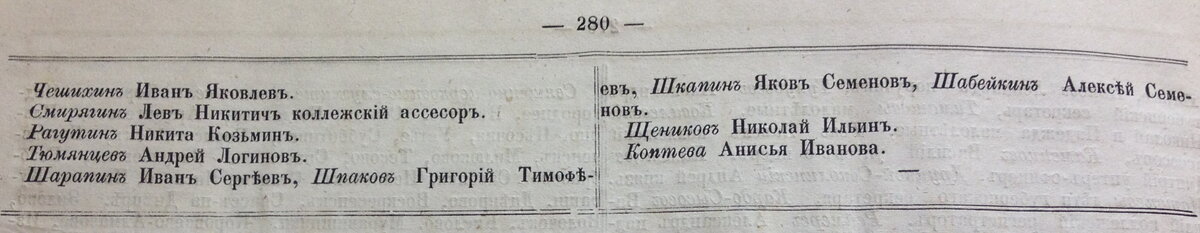 — 280 —
Чешихинъ Иванъ Яковлевъ.
Смирягинъ Левъ Никитичъ коллежскій ассесоръ.
Рагутинъ Никита Козьминъ.
Тюмянцевъ Андрей Логиновъ.
Шарапинъ Иванъ Сергѣевъ, Шпаковъ Григорій Тимофѣ-
евъ, Шкапинъ Яковъ Семеновъ, Шабейкинъ Алексѣй Семе-
новъ.
Щениковъ Николай Ильинъ.
Коптева Анисья Иванова.
—